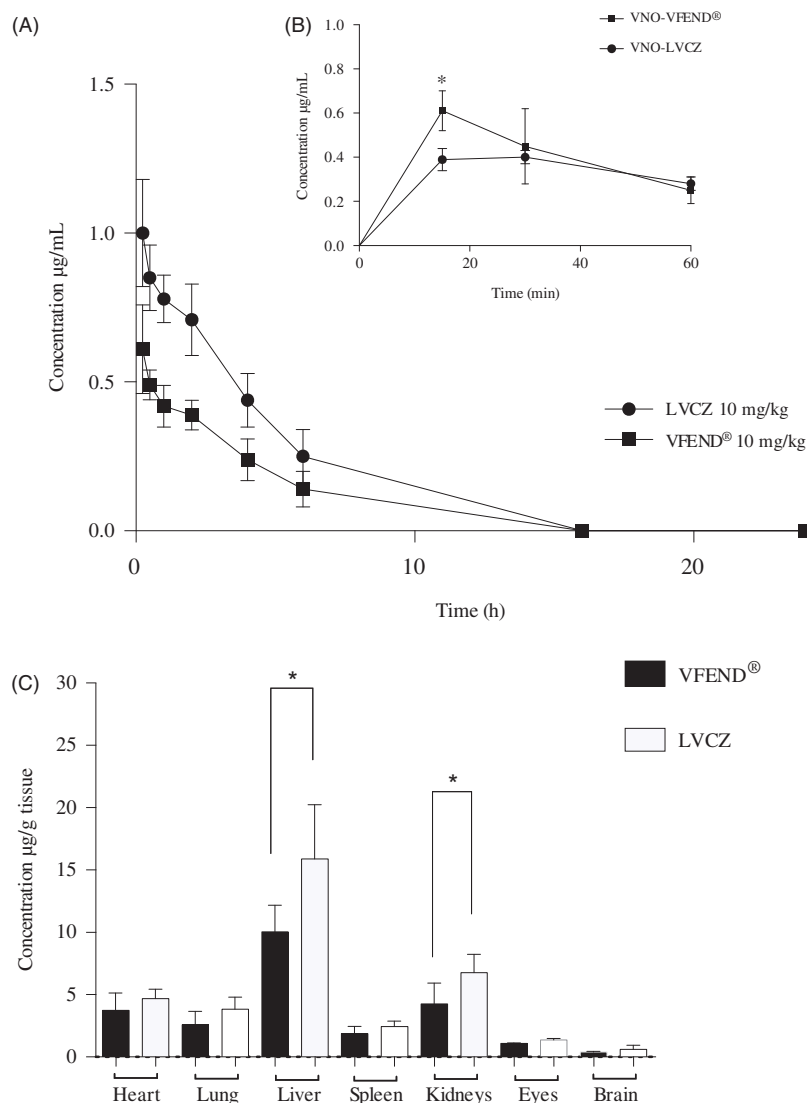 (A)
(B)
VNO-VFEND®
VNO-LVCZ
Concentration µg/mL
1.0
0.8
0.6
0.4
0.2
0.0
*
0
20
40
60
Time (min)
Concentration µg/mL
1.5
1.0
0.5
0.0
LVCZ 10 mg/kg
VFEND® 10 mg/kg
0
10
20
Time (h)
(C)
VFEND®
LVCZ
Concentration µg/g tissue
30
25
20
15
10
5
0
*
*
Heart Lung Liver Spleen Kidneys Eyes Brain